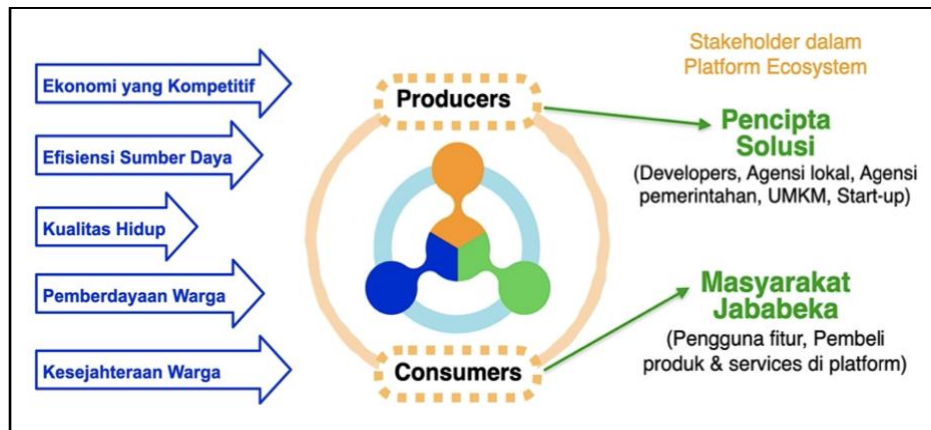 Ekonomi yang Kompetitif
Efisiensi Sumber Daya
Kualitas Hidup
Pemberdayaan Warga
Kesejahteraan Warga
Producers
Consumers
Stakeholder dalam
Platform Ecosystem
Pencipta
Solusi
(Developers, Agensi lokal, Agensi
pemerintahan, UMKM, Start-up)
Masyarakat
Jababeka
(Pengguna fitur, Pembeli
produk & services di platform)